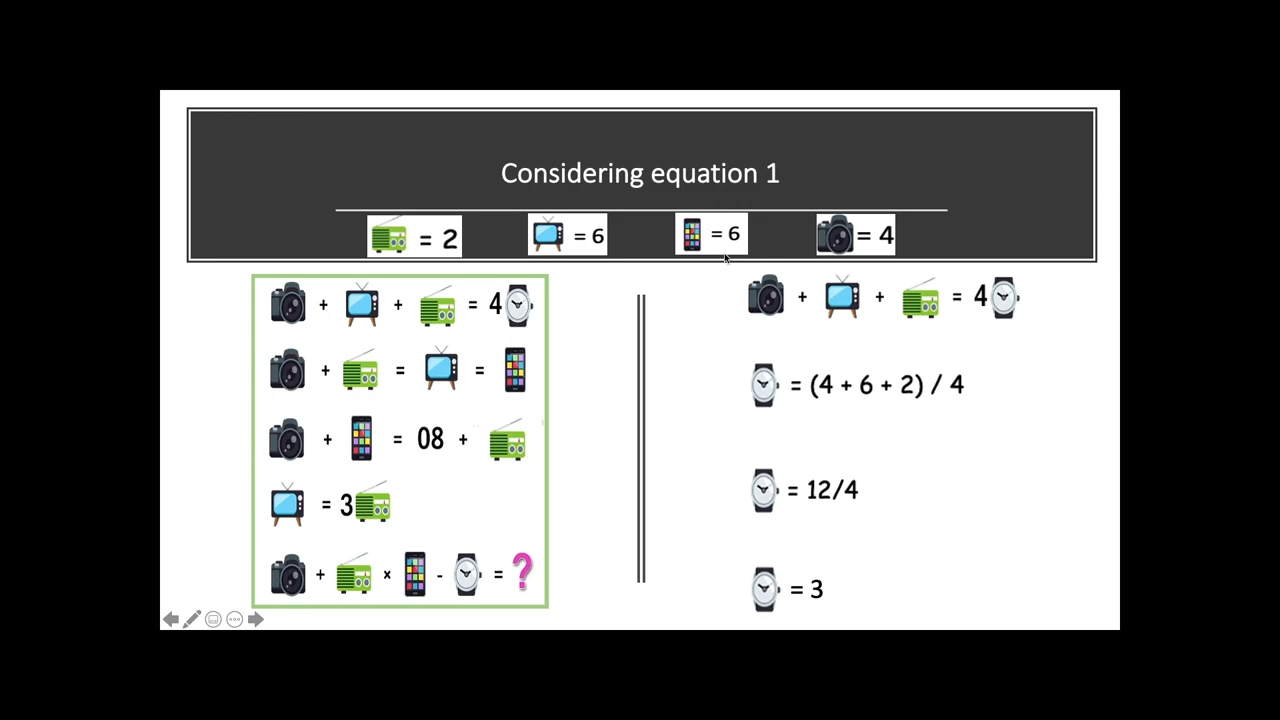 Considering equation 1
= 2
= 6
= 6
= 4
+ + = 4
+ = =
+ = 08 +
= 3
+ × - = ?
+ + = 4
= (4 + 6 + 2) / 4
= 12/4
= 3